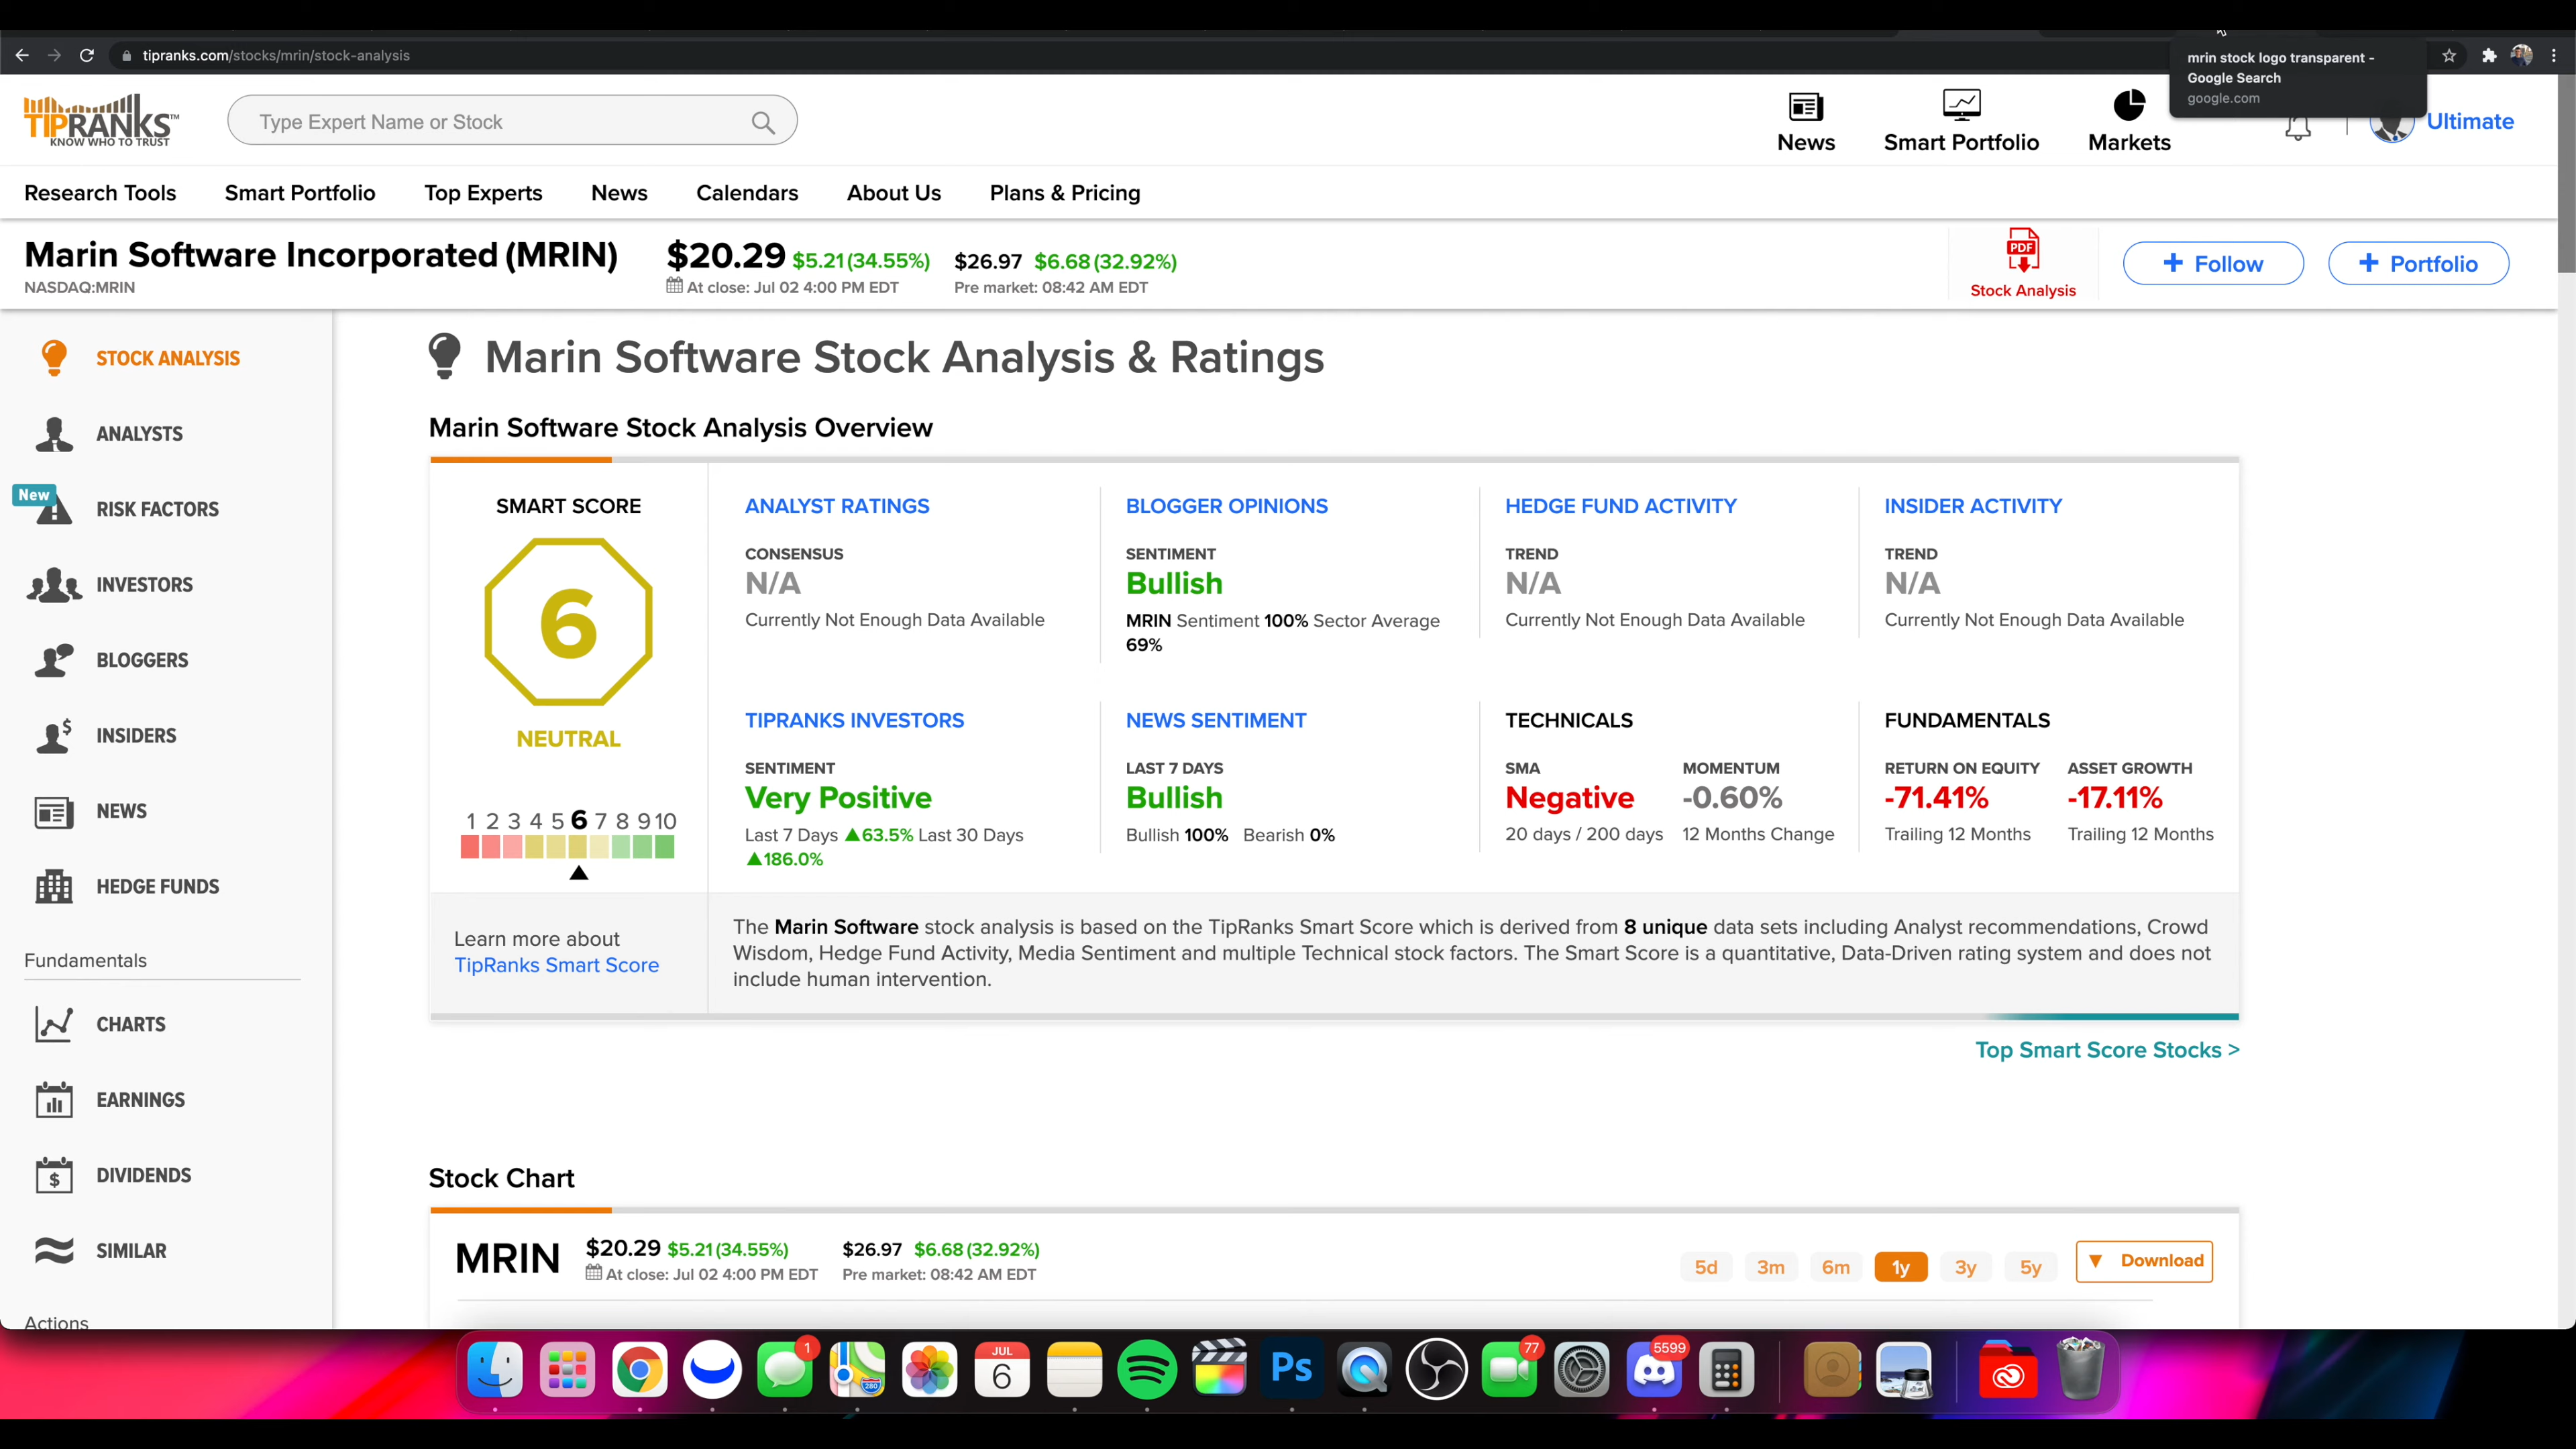 tipranks.com/stocks/mrin/stock-analysis
mrin stock logo transparent -
Google Search
google.com
TIPRANKS™
KNOW WHO TO TRUST
Type Expert Name or Stock
News
Smart Portfolio
Markets
Ultimate
Research Tools
Smart Portfolio
Top Experts
News
Calendars
About Us
Plans & Pricing
Marin Software Incorporated (MRIN)
NASDAQ:MRIN
$20.29 $5.21 (34.55%)
At close: Jul 02 4:00 PM EDT
$26.97 $6.68 (32.92%)
Pre market: 08:42 AM EDT
PDF
Stock Analysis
+ Follow
+ Portfolio
STOCK ANALYSIS
ANALYSTS
New
RISK FACTORS
INVESTORS
BLOGGERS
INSIDERS
NEWS
HEDGE FUNDS
Fundamentals
CHARTS
EARNINGS
DIVIDENDS
SIMILAR
Actions
Marin Software Stock Analysis & Ratings
Marin Software Stock Analysis Overview
SMART SCORE
6
NEUTRAL
1 2 3 4 5 6 7 8 9 10
ANALYST RATINGS
CONSENSUS
N/A
Currently Not Enough Data Available
BLOGGER OPINIONS
SENTIMENT
Bullish
MRIN Sentiment 100% Sector Average
69%
HEDGE FUND ACTIVITY
TREND
N/A
Currently Not Enough Data Available
INSIDER ACTIVITY
TREND
N/A
Currently Not Enough Data Available
TIPRANKS INVESTORS
SENTIMENT
Very Positive
Last 7 Days ▲63.5% Last 30 Days
▲186.0%
NEWS SENTIMENT
LAST 7 DAYS
Bullish
Bullish 100% Bearish 0%
TECHNICALS
SMA
Negative
20 days / 200 days
MOMENTUM
-0.60%
12 Months Change
FUNDAMENTALS
RETURN ON EQUITY
-71.41%
Trailing 12 Months
ASSET GROWTH
-17.11%
Trailing 12 Months
Learn more about
TipRanks Smart Score
The Marin Software stock analysis is based on the TipRanks Smart Score which is derived from 8 unique data sets including Analyst recommendations, Crowd
Wisdom, Hedge Fund Activity, Media Sentiment and multiple Technical stock factors. The Smart Score is a quantitative, Data-Driven rating system and does not
include human intervention.
Top Smart Score Stocks >
Stock Chart
MRIN
$20.29 $5.21 (34.55%)
At close: Jul 02 4:00 PM EDT
$26.97 $6.68 (32.92%)
Pre market: 08:42 AM EDT
5d
3m
6m
1y
3y
5y
▼ Download
1
280
JUL
6
Ps
77
5599